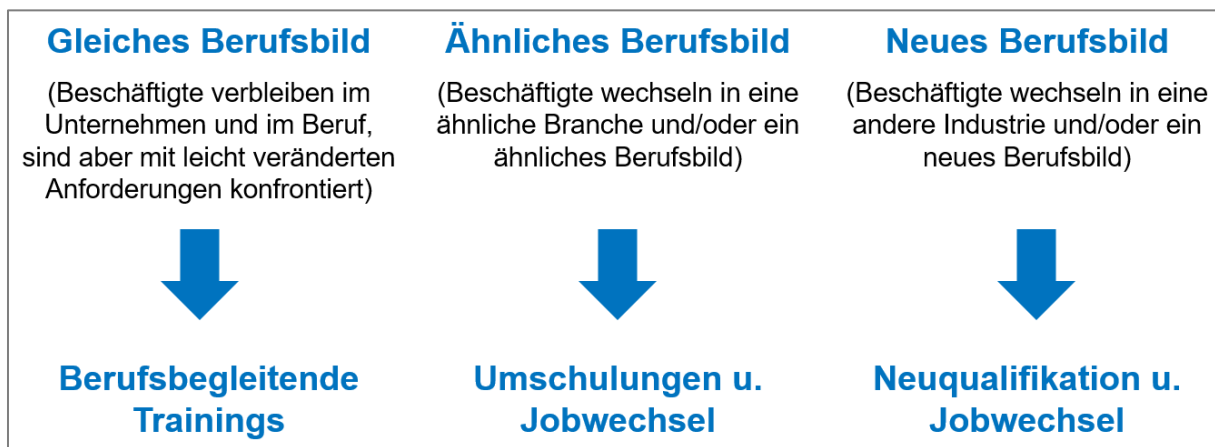 Gleiches Berufsbild
(Beschäftigte verbleiben im
Unternehmen und im Beruf,
sind aber mit leicht veränderten
Anforderungen konfrontiert)
Berufsbegleitende
Trainings
Ähnliches Berufsbild
(Beschäftigte wechseln in eine
ähnliche Branche und/oder ein
ähnliches Berufsbild)
Umschulungen u.
Jobwechsel
Neues Berufsbild
(Beschäftigte wechseln in eine
andere Industrie und/oder ein
neues Berufsbild)
Neuqualifikation u.
Jobwechsel